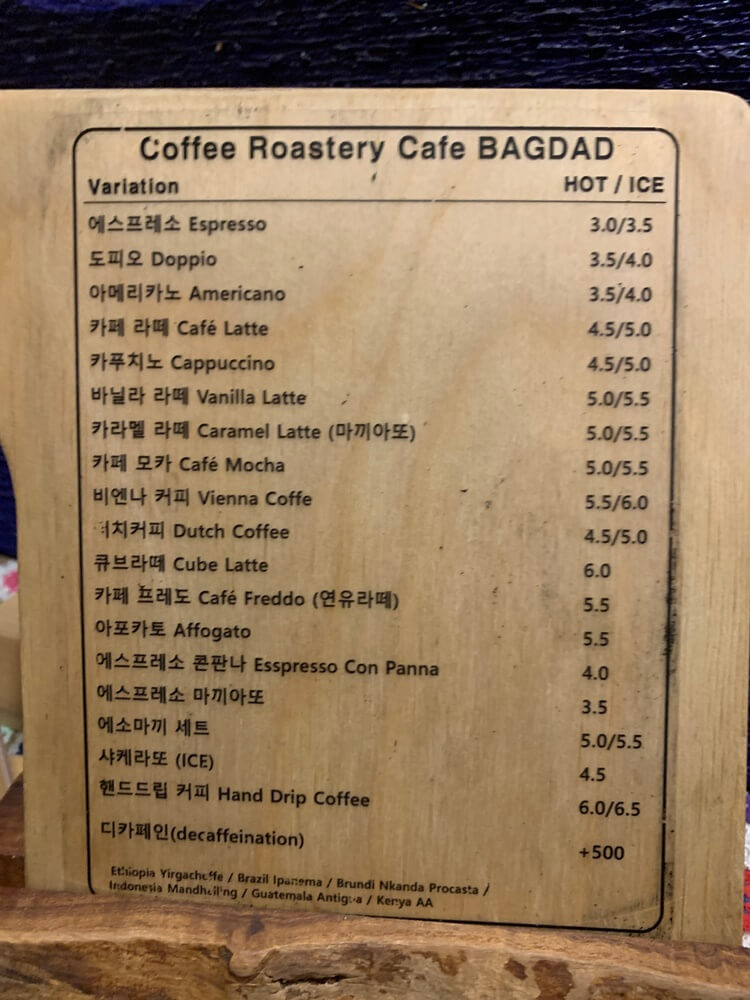 Coffee Roastery Cafe BAGDAD
Variation HOT / ICE
에스프레소 Espresso 3.0/3.5
도피오 Doppio 3.5/4.0
아메리카노 Americano 3.5/4.0
카페 라떼 Café Latte 4.5/5.0
카푸치노 Cappuccino 4.5/5.0
바닐라 라떼 Vanilla Latte 5.0/5.5
카라멜 라떼 Caramel Latte (마끼아또) 5.0/5.5
카페 모카 Café Mocha 5.0/5.5
비엔나 커피 Vienna Coffe 5.5/6.0
더치커피 Dutch Coffee 4.5/5.0
큐브라떼 Cube Latte 6.0
카페 프레도 Café Freddo (연유라떼) 5.5
아포카토 Affogato 5.5
에스프레소 콘판나 Esspresso Con Panna 4.0
에스프레소 마끼아또 3.5
에소마끼 세트 5.0/5.5
샤케라또 (ICE) 4.5
핸드드립 커피 Hand Drip Coffee 6.0/6.5
디카페인(decaffeination) +500
Ethiopia Yirgacheffe / Brazil Ipanema / Brundi Nkanda Procasta /
Indonesia Mandheling / Guatemala Antigua / Kenya AA